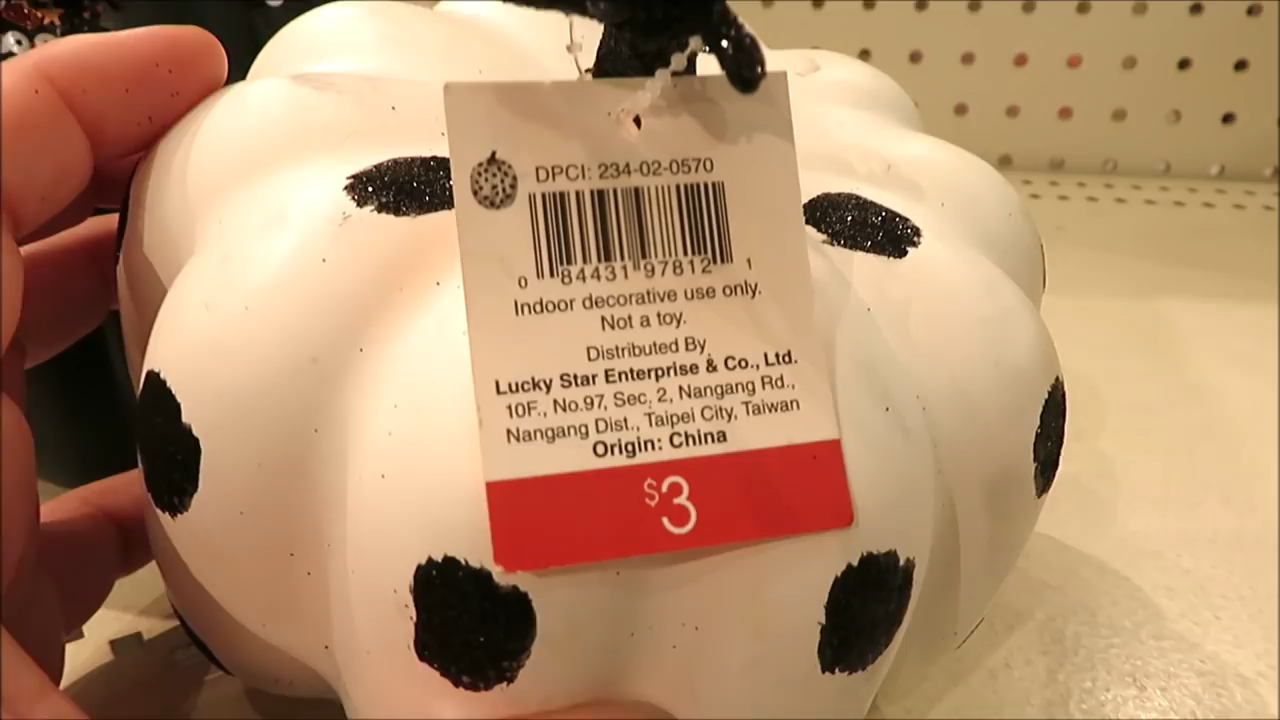 DPCI: 234-02-0570
0 84431 97812 1
Indoor decorative use only.
Not a toy.
Distributed By
Lucky Star Enterprise & Co., Ltd.
10F., No.97, Sec. 2, Nangang Rd.,
Nangang Dist., Taipei City, Taiwan
Origin: China
$3